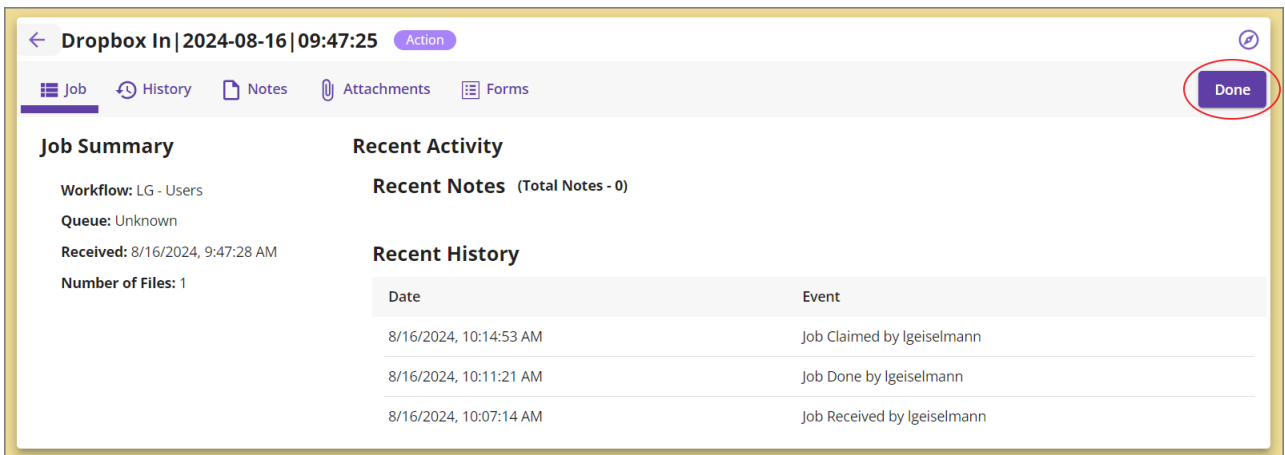 Dropbox In|2024-08-16|09:47:25 Action
Job History Notes Attachments Forms Done
Job Summary
Workflow: LG - Users
Queue: Unknown
Received: 8/16/2024, 9:47:28 AM
Number of Files: 1
Recent Activity
Recent Notes (Total Notes - 0)
Recent History
Date Event
8/16/2024, 10:14:53 AM Job Claimed by lgeiselmann
8/16/2024, 10:11:21 AM Job Done by lgeiselmann
8/16/2024, 10:07:14 AM Job Received by lgeiselmann